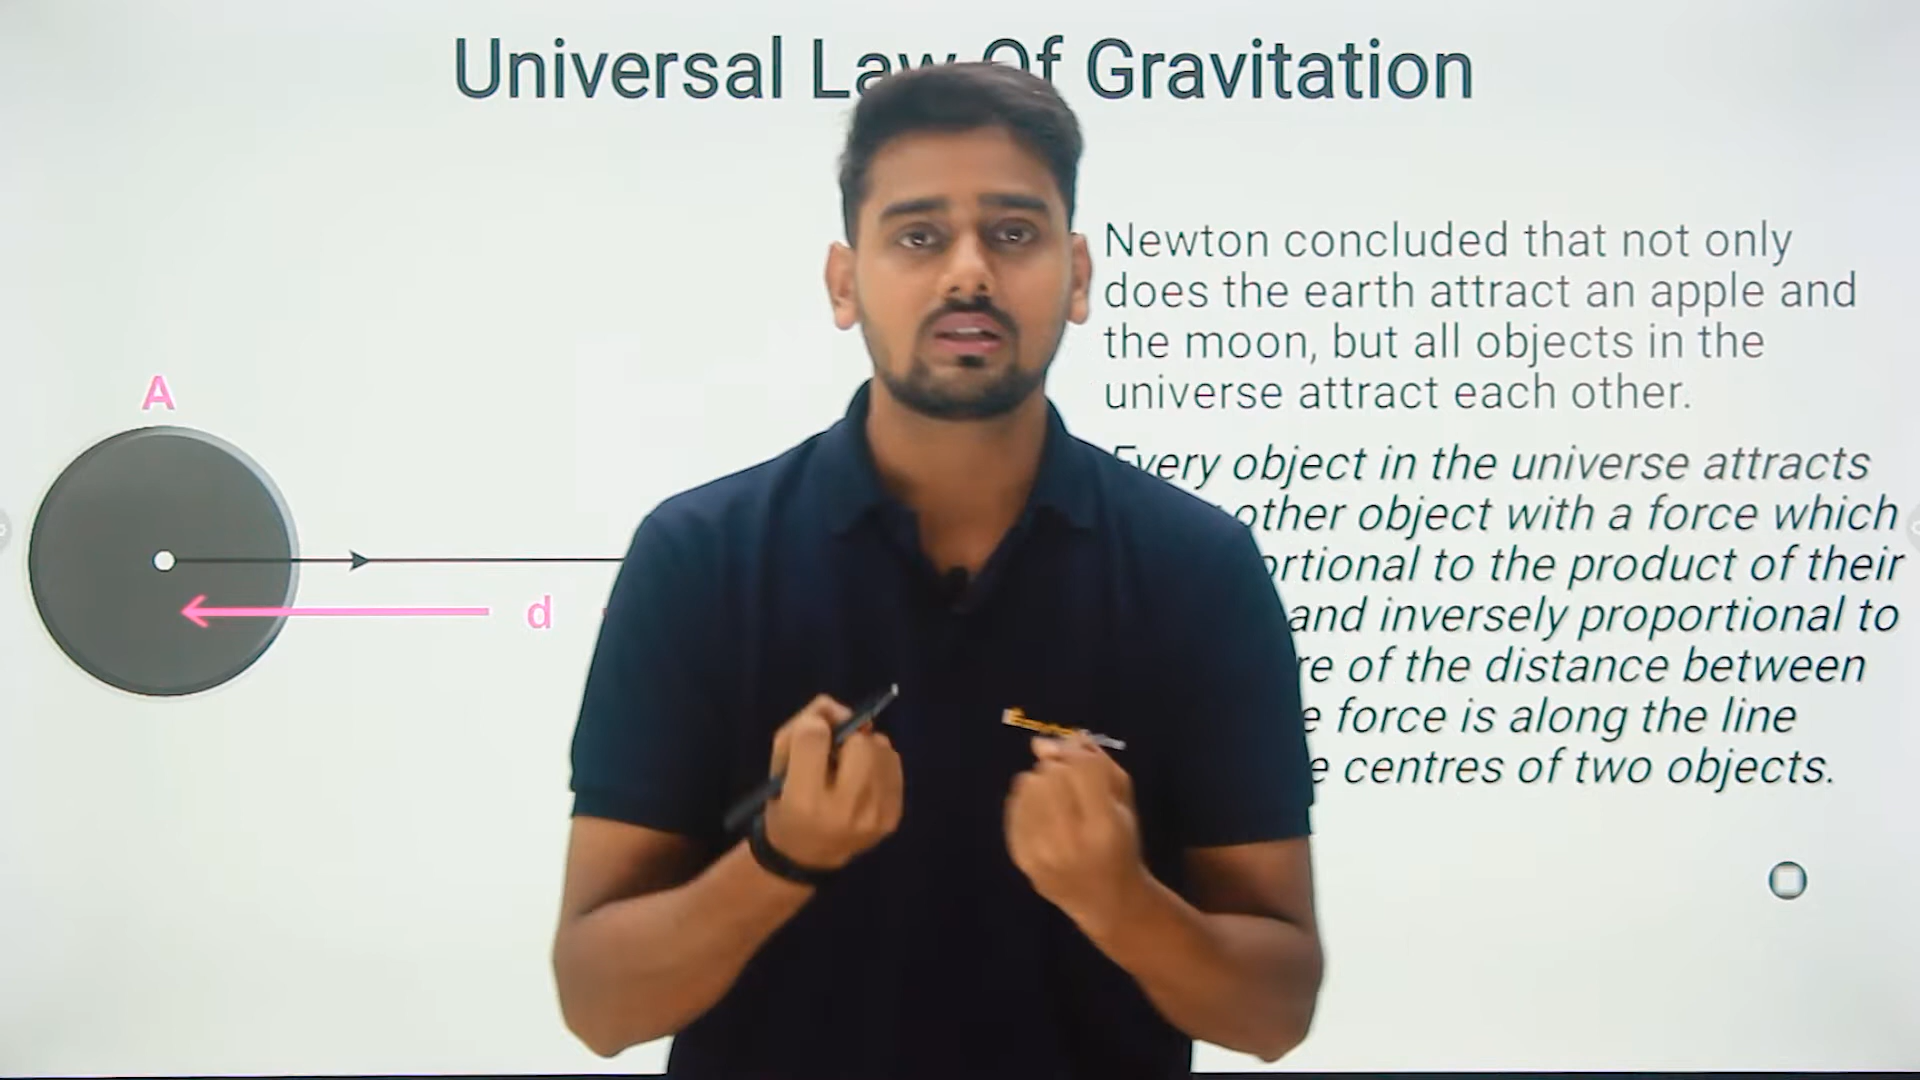 Universal Law Of Gravitation
Newton concluded that not only
does the earth attract an apple and
the moon, but all objects in the
universe attract each other.
Every object in the universe attracts
other object with a force which
to the product of their
and inversely proportional to
of the distance between
force is along the line
centres of two objects.
A
d